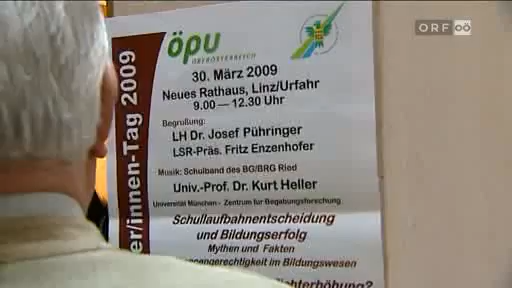 ORF OÖ
öpu
OBERÖSTERREICH
30. März 2009
Neues Rathaus, Linz/Urfahr
9.00 — 12.30 Uhr
Begrüßung:
LH Dr. Josef Pühringer
LSR-Präs. Fritz Enzenhofer
Musik: Schulband des BG/BRG Ried
Univ.-Prof. Dr. Kurt Heller
Universität München - Zentrum für Begabungsforschung
Schullaufbahnentscheidung
und Bildungserfolg
Mythen und Fakten
im Bildungswesen
er/innen-Tag 2009